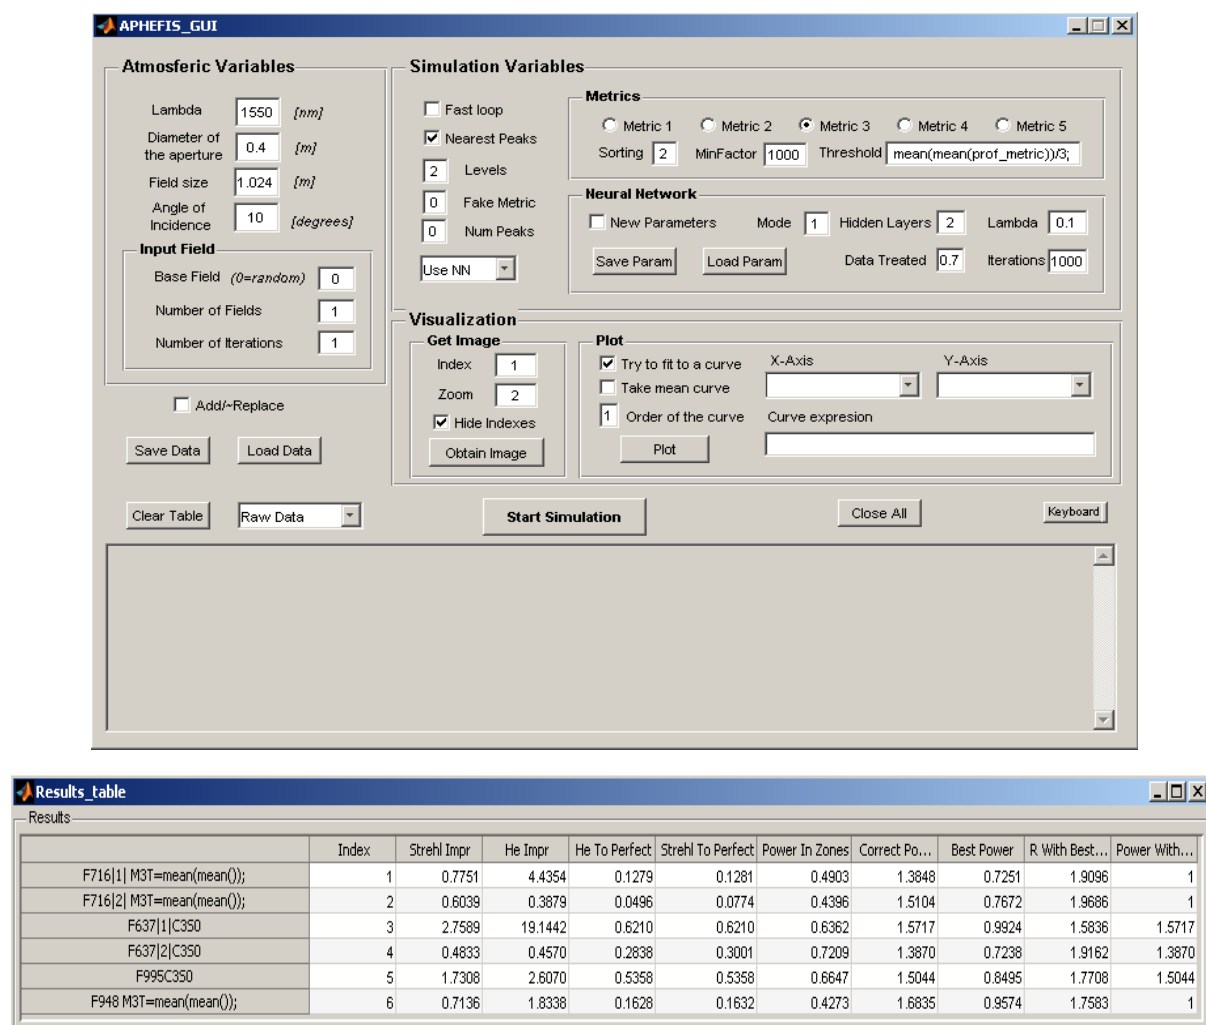 APHEFIS_GUI
Atmosferic Variables
Lambda 1550 [nm]
Diameter of
the aperture 0.4 [m]
Field size 1.024 [m]
Angle of
Incidence 10 [degrees]
Input Field
Base Field (0=random) 0
Number of Fields 1
Number of Iterations 1
Add/~Replace
Save Data Load Data
Simulation Variables
Fast loop
Nearest Peaks
2 Levels
0 Fake Metric
0 Num Peaks
Use NN
Metrics
Metric 1 Metric 2 Metric 3 Metric 4 Metric 5
Sorting 2 MinFactor 1000 Threshold mean(mean(prof_metric))/3;
Neural Network
New Parameters Mode 1 Hidden Layers 2 Lambda 0.1
Save Param Load Param Data Treated 0.7 Iterations 1000
Visualization
Get Image
Index 1
Zoom 2
Hide Indexes
Obtain Image
Plot
Try to fit to a curve X-Axis Y-Axis
Take mean curve
1 Order of the curve Curve expresion
Plot
Clear Table Raw Data Start Simulation Close All Keyboard
Results_table
Results
Index Strehl Impr He Impr He To Perfect Strehl To Perfect Power In Zones Correct Po... Best Power R With Best... Power With...
F716|1| M3T=mean(mean()); 1 0.7751 4.4354 0.1279 0.1281 0.4903 1.3848 0.7251 1.9096 1
F716|2| M3T=mean(mean()); 2 0.6039 0.3879 0.0496 0.0774 0.4396 1.5104 0.7672 1.9686 1
F637|1|C350 3 2.7589 19.1442 0.6210 0.6210 0.6362 1.5717 0.9924 1.5836 1.5717
F637|2|C350 4 0.4833 0.4570 0.2838 0.3001 0.7209 1.3870 0.7238 1.9162 1.3870
F995C350 5 1.7308 2.6070 0.5358 0.5358 0.6647 1.5044 0.8495 1.7708 1.5044
F948 M3T=mean(mean()); 6 0.7136 1.8338 0.1628 0.1632 0.4273 1.6835 0.9574 1.7583 1